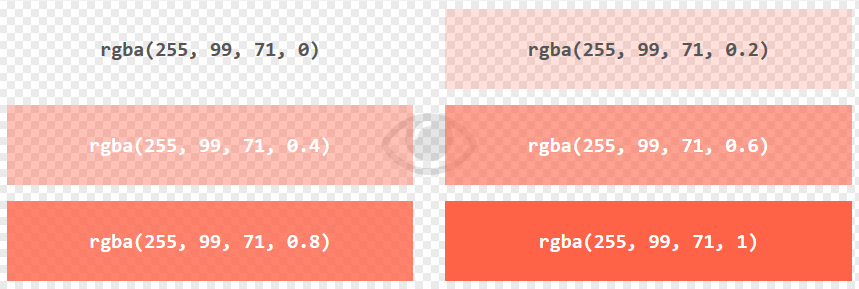 rgba(255, 99, 71, 0)
rgba(255, 99, 71, 0.2)
rgba(255, 99, 71, 0.4)
rgba(255, 99, 71, 0.6)
rgba(255, 99, 71, 0.8)
rgba(255, 99, 71, 1)